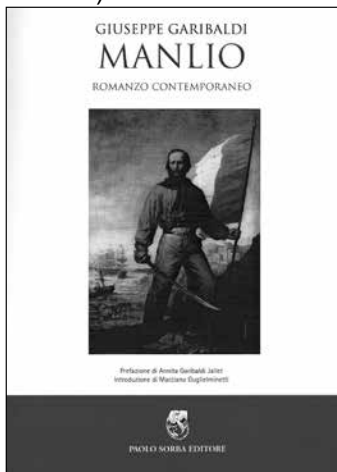 GIUSEPPE GARIBALDI
MANLIO
ROMANZO CONTEMPORANEO
Prefazione di Annita Garibaldi Jallet
Introduzione di Marziano Guglielminetti
PAOLO SORBA EDITORE